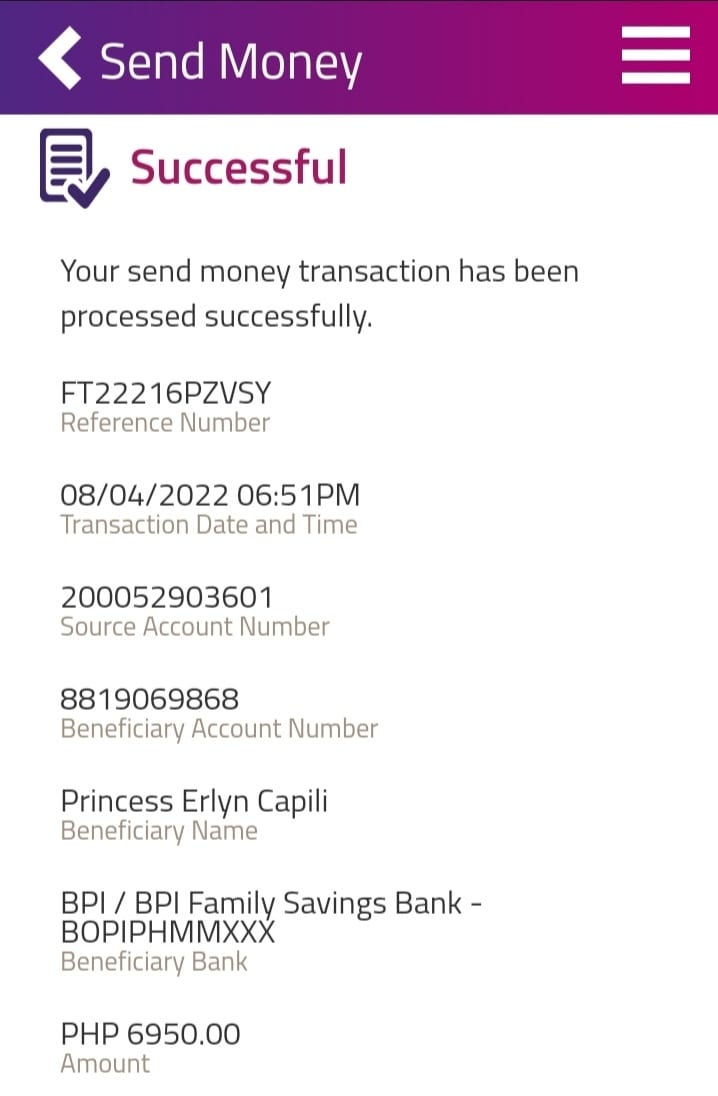 Send Money
Successful
Your send money transaction has been
processed successfully.
FT22216PZVSY
Reference Number
08/04/2022 06:51PM
Transaction Date and Time
200052903601
Source Account Number
8819069868
Beneficiary Account Number
Princess Erlyn Capili
Beneficiary Name
BPI / BPI Family Savings Bank -
BOPIPHMMXXX
Beneficiary Bank
PHP 6950.00
Amount